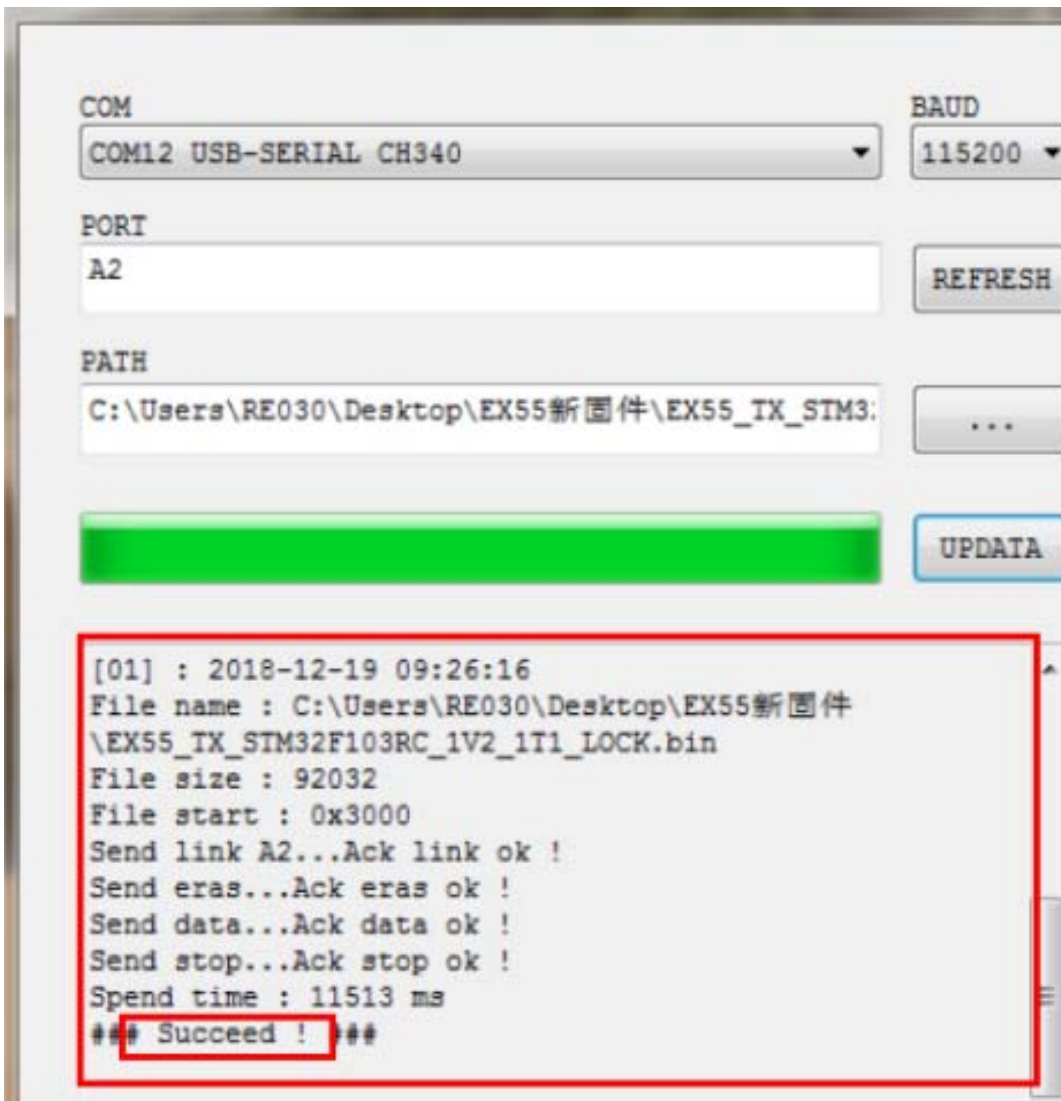 COM
BAUD
COM12 USB-SERIAL CH340
115200
PORT
A2
REFRESH
PATH
C:\Users\RE030\Desktop\EX55新固件\EX55_TX_STM3
...
UPDATA
[01] : 2018-12-19 09:26:16
File name : C:\Users\RE030\Desktop\EX55新固件
\EX55_TX_STM32F103RC_1V2_1T1_LOCK.bin
File size : 92032
File start : 0x3000
Send link A2...Ack link ok !
Send eras...Ack eras ok !
Send data...Ack data ok !
Send stop...Ack stop ok !
Spend time : 11513 ms
### Succeed ! ###